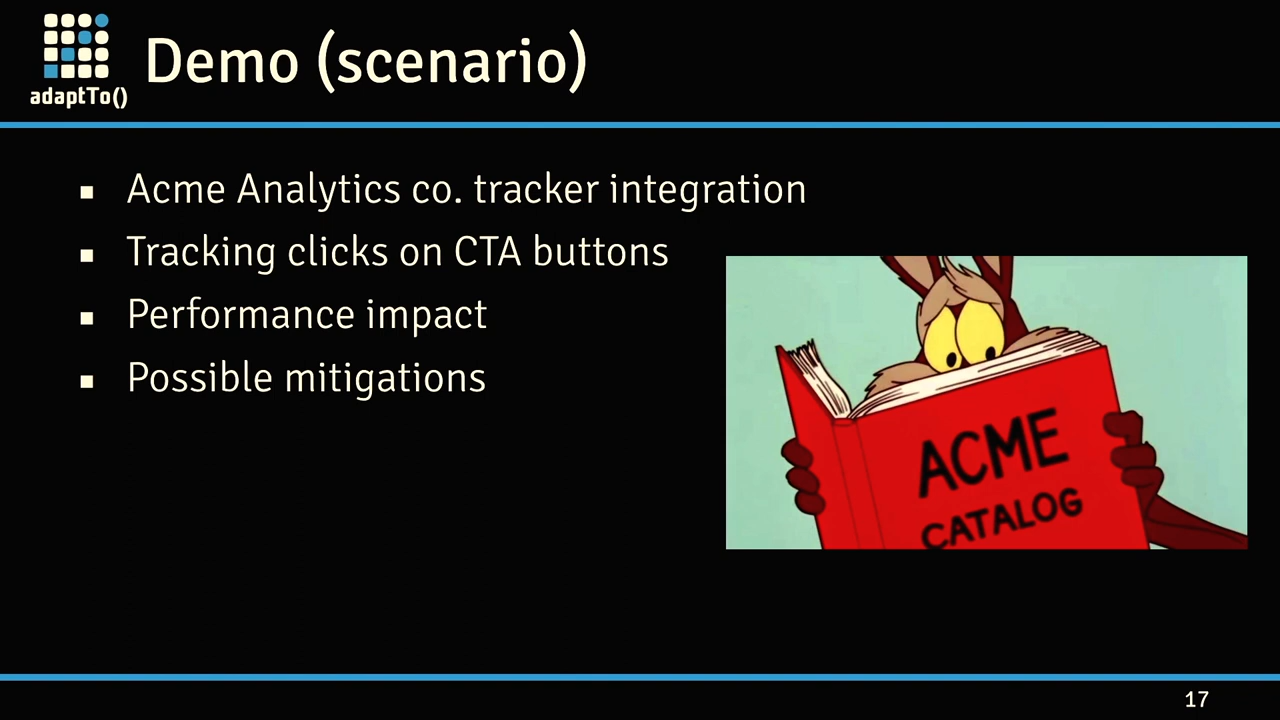 adaptTo()
Demo (scenario)
Acme Analytics co. tracker integration
Tracking clicks on CTA buttons
Performance impact
Possible mitigations
ACME
CATALOG
17